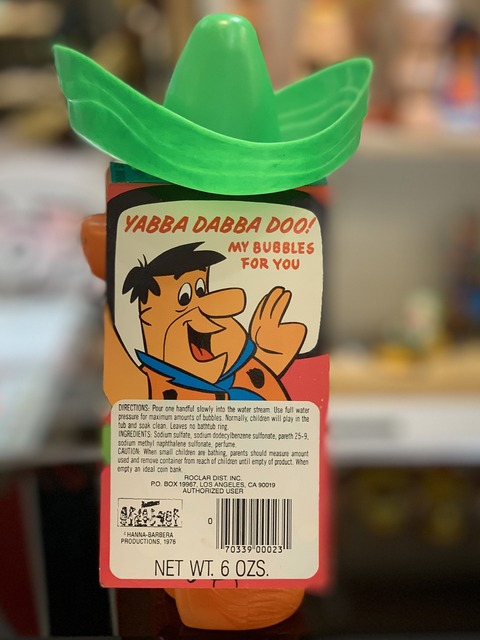 YABBA DABBA DOO!
MY BUBBLES
FOR YOU
DIRECTIONS: Pour one handful slowly into the water stream. Use full water
pressure for maximum amounts of bubbles. Normally, children will play in the
tub and soak clean. Leaves no bathtub ring.
INGREDIENTS: Sodium sulfate, sodium dodecylbenzene sulfonate, pareth 25-9,
sodium methyl naphthalene sulfonate, perfume.
CAUTION: When small children are bathing, parents should measure amount
used and remove container from reach of children until empty of product. When
empty an ideal coin bank.
ROCLAR DIST. INC.
P.O. BOX 19967, LOS ANGELES, CA 90019
AUTHORIZED USER
0
70339 00023
HANNA-BARBERA
PRODUCTIONS, 1976
NET WT. 6 OZS.